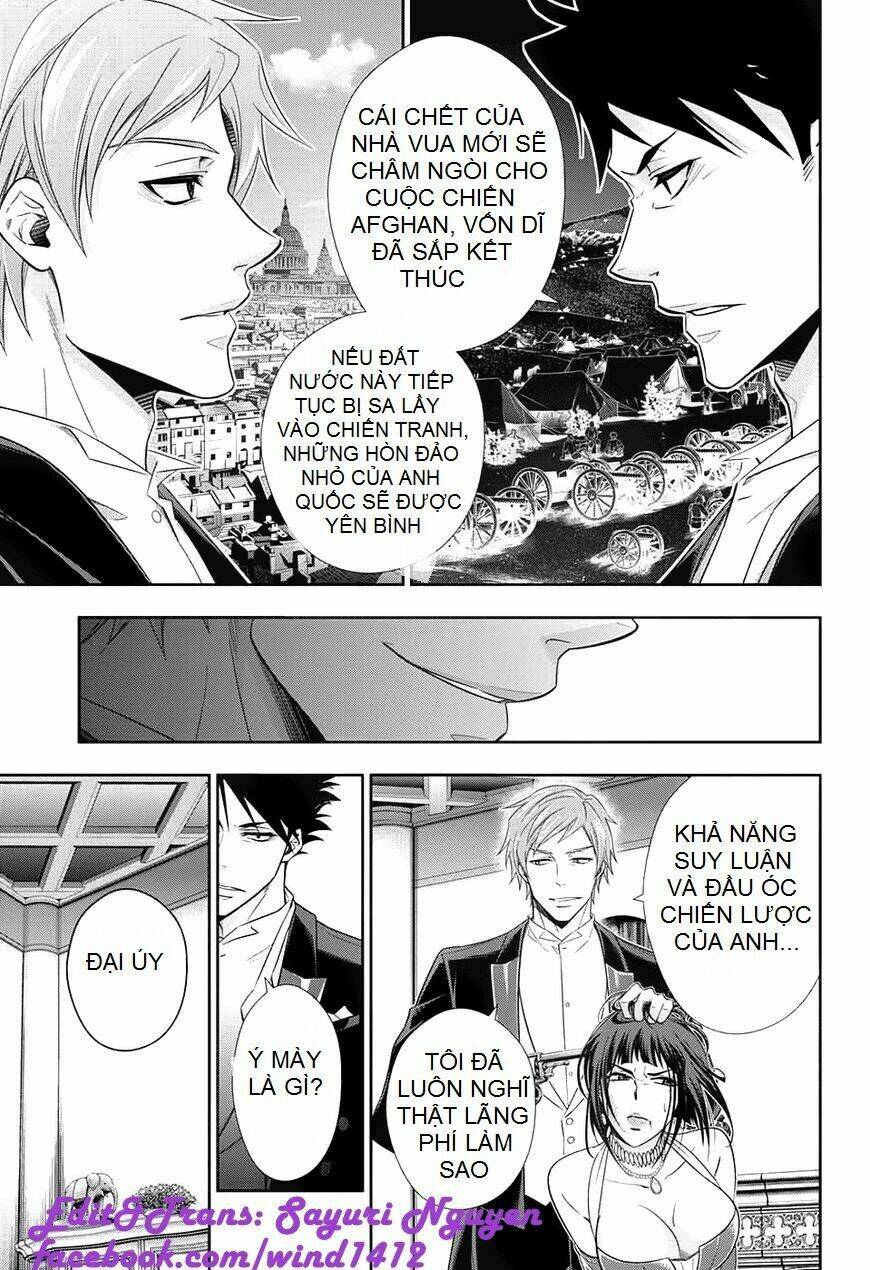 CÁI CHẾT CỦA
NHÀ VUA MỚI SẼ
CHÂM NGÒI CHO
CUỘC CHIẾN
AFGHAN, VỐN DĨ
ĐÃ SẮP KẾT
THÚC
NẾU ĐẤT
NƯỚC NÀY TIẾP
TỤC BỊ SA LẦY
VÀO CHIẾN TRANH,
NHỮNG HÒN ĐẢO
NHỎ CỦA ANH
QUỐC SẼ ĐƯỢC
YÊN BÌNH
KHẢ NĂNG
SUY LUẬN
VÀ ĐẦU ÓC
CHIẾN LƯỢC
CỦA ANH...
TÔI ĐÃ
LUÔN NGHĨ
THẬT LÃNG
PHÍ LÀM
SAO
Ý MÀY
LÀ GÌ?
ĐẠI ÚY
Edit&Trans: Sayuri Nguyen
facebook.com/wind1412